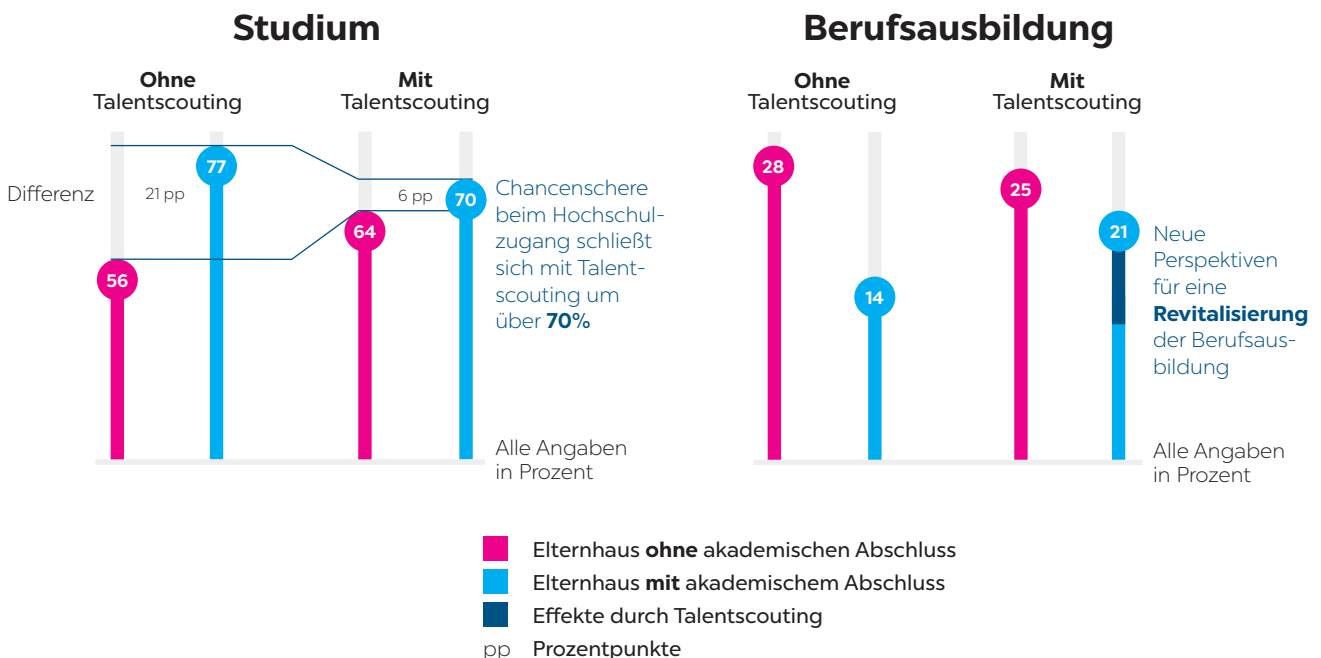 Studium
Ohne
Talentscouting
Mit
Talentscouting
Differenz
21 pp
77
56
6 pp
70
64
Chancenschere
beim Hochschul-
zugang schließt
sich mit Talent-
scouting um
über 70%
Alle Angaben
in Prozent
Berufsausbildung
Ohne
Talentscouting
Mit
Talentscouting
28
14
25
21
Neue
Perspektiven
für eine
Revitalisierung
der Berufsaus-
bildung
Alle Angaben
in Prozent
Elternhaus ohne akademischen Abschluss
Elternhaus mit akademischem Abschluss
Effekte durch Talentscouting
pp Prozentpunkte